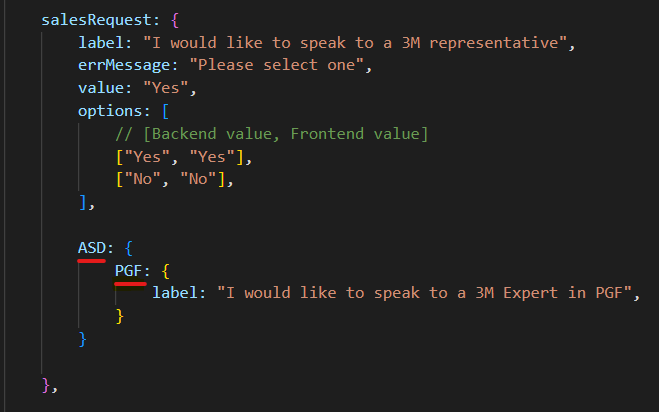 salesRequest: {
label: "I would like to speak to a 3M representative",
errMessage: "Please select one",
value: "Yes",
options: [
// [Backend value, Frontend value]
["Yes", "Yes"],
["No", "No"],
],
ASD: {
PGF: {
label: "I would like to speak to a 3M Expert in PGF",
}
}
},